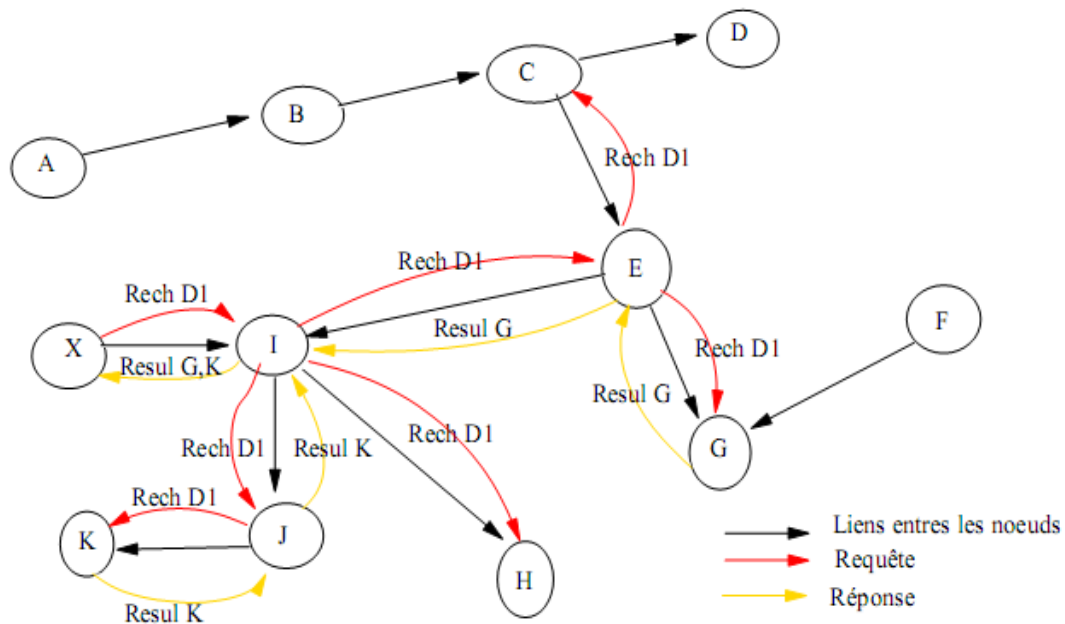 D
C
B
A
Rech D1
Rech D1
E
Rech D1
F
X
I
Resul G
Rech D1
Resul G,K
Resul G
Rech D1
Rech D1
Resul K
G
Rech D1
K
J
H
Resul K
Liens entres les noeuds
Requête
Réponse